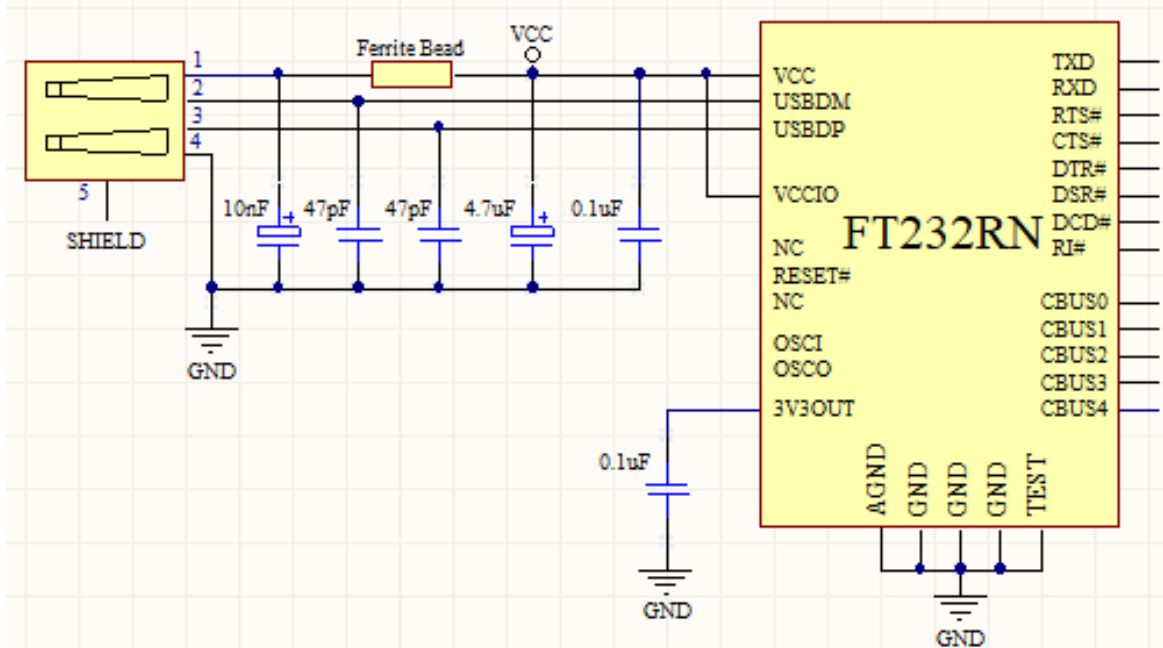 VCC
Ferrite Bead
1
2
3
4
5
SHIELD
10nF
47pF
47pF
4.7uF
0.1uF
GND
VCC
USBDM
USBDP
VCCIO
NC
RESET#
NC
OSCI
OSCO
3V3OUT
FT232RN
TXD
RXD
RTS#
CTS#
DTR#
DSR#
DCD#
RI#
CBUS0
CBUS1
CBUS2
CBUS3
CBUS4
AGND
GND
GND
GND
TEST
0.1uF
GND
GND